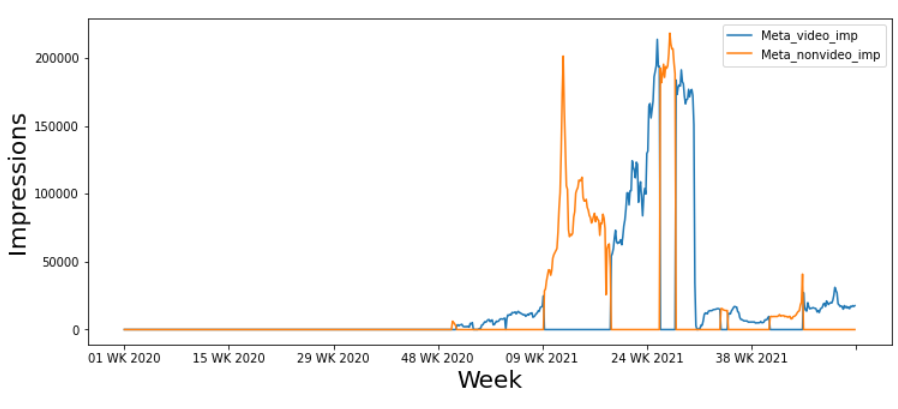 Meta_video_imp
Meta_nonvideo_imp
Impressions
200000
150000
100000
50000
0
01 WK 2020 15 WK 2020 29 WK 2020 48 WK 2020 09 WK 2021 24 WK 2021 38 WK 2021
Week